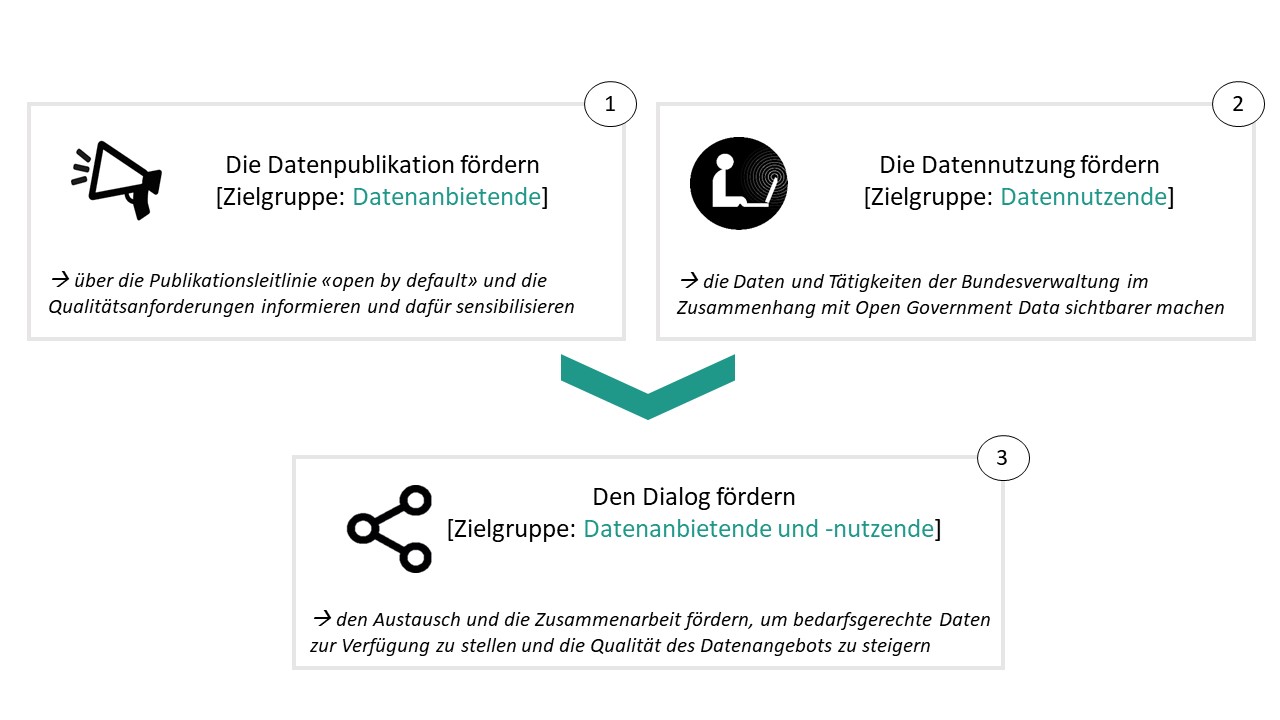 1
Die Datenpublikation fördern
[Zielgruppe: Datenanbietende]
→ über die Publikationsleitlinie «open by default» und die
Qualitätsanforderungen informieren und dafür sensibilisieren
2
Die Datennutzung fördern
[Zielgruppe: Datennutzende]
→ die Daten und Tätigkeiten der Bundesverwaltung im
Zusammenhang mit Open Government Data sichtbarer machen
3
Den Dialog fördern
[Zielgruppe: Datenanbietende und -nutzende]
→ den Austausch und die Zusammenarbeit fördern, um bedarfsgerechte Daten
zur Verfügung zu stellen und die Qualität des Datenangebots zu steigern